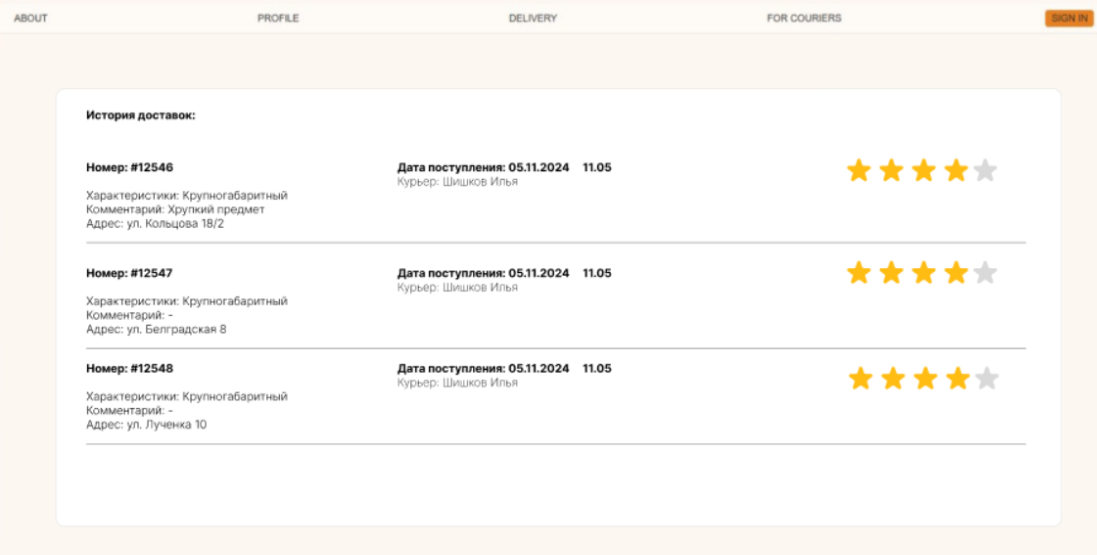 ABOUT PROFILE DELIVERY FOR COURIERS SIGN IN
История доставок:
Номер: #12546 Дата поступления: 05.11.2024 11.05
Курьер: Шишков Илья
Характеристики: Крупногабаритный
Комментарий: Хрупкий предмет
Адрес: ул. Кольцова 18/2
Номер: #12547 Дата поступления: 05.11.2024 11.05
Курьер: Шишков Илья
Характеристики: Крупногабаритный
Комментарий: -
Адрес: ул. Белградская 8
Номер: #12548 Дата поступления: 05.11.2024 11.05
Курьер: Шишков Илья
Характеристики: Крупногабаритный
Комментарий: -
Адрес: ул. Лученка 10